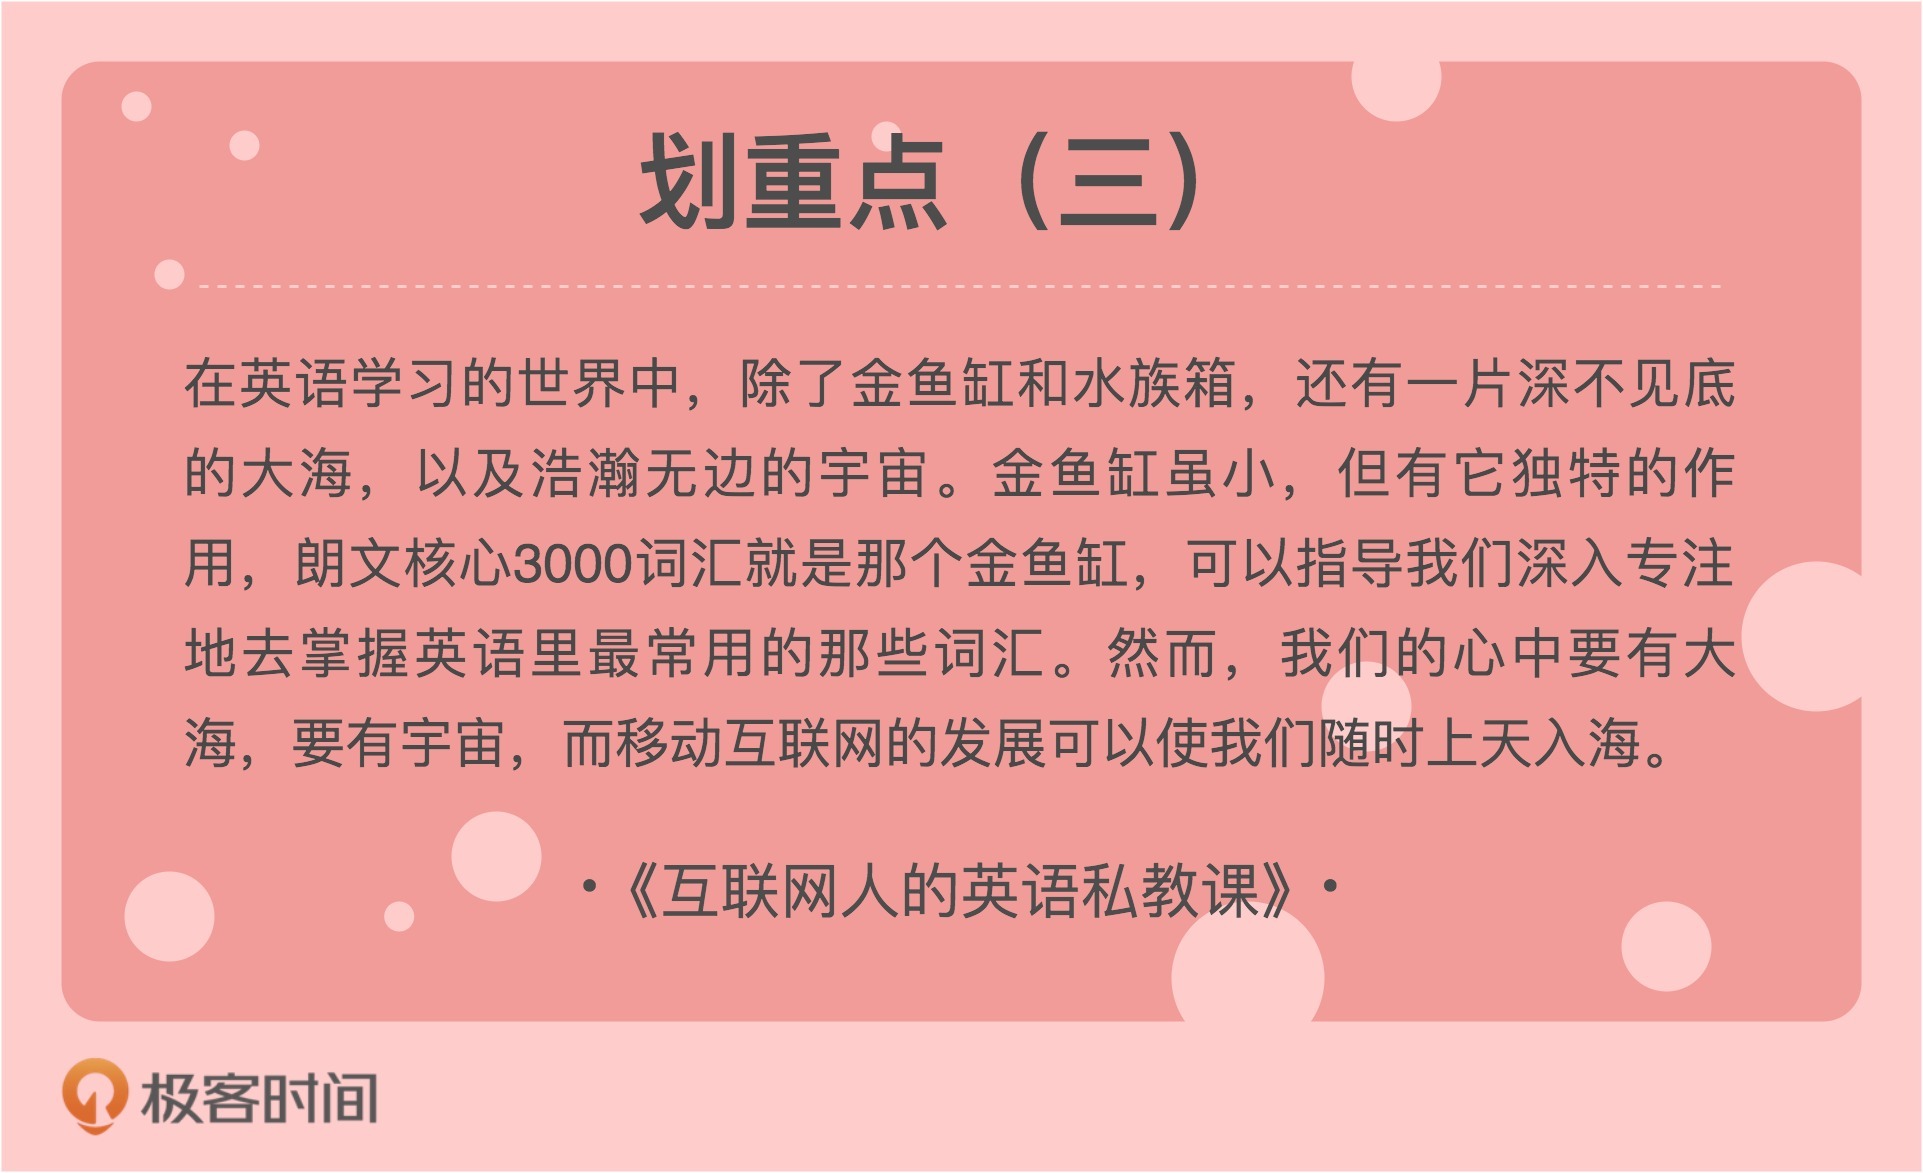 划重点（三）
在英语学习的世界中，除了金鱼缸和水族箱，还有一片深不见底
的大海，以及浩瀚无边的宇宙。金鱼缸虽小，但有它独特的作
用，朗文核心3000词汇就是那个金鱼缸，可以指导我们深入专注
地去掌握英语里最常用的那些词汇。然而，我们的心中要有大
海，要有宇宙，而移动互联网的发展可以使我们随时上天入海。
·《互联网人的英语私教课》·
极客时间